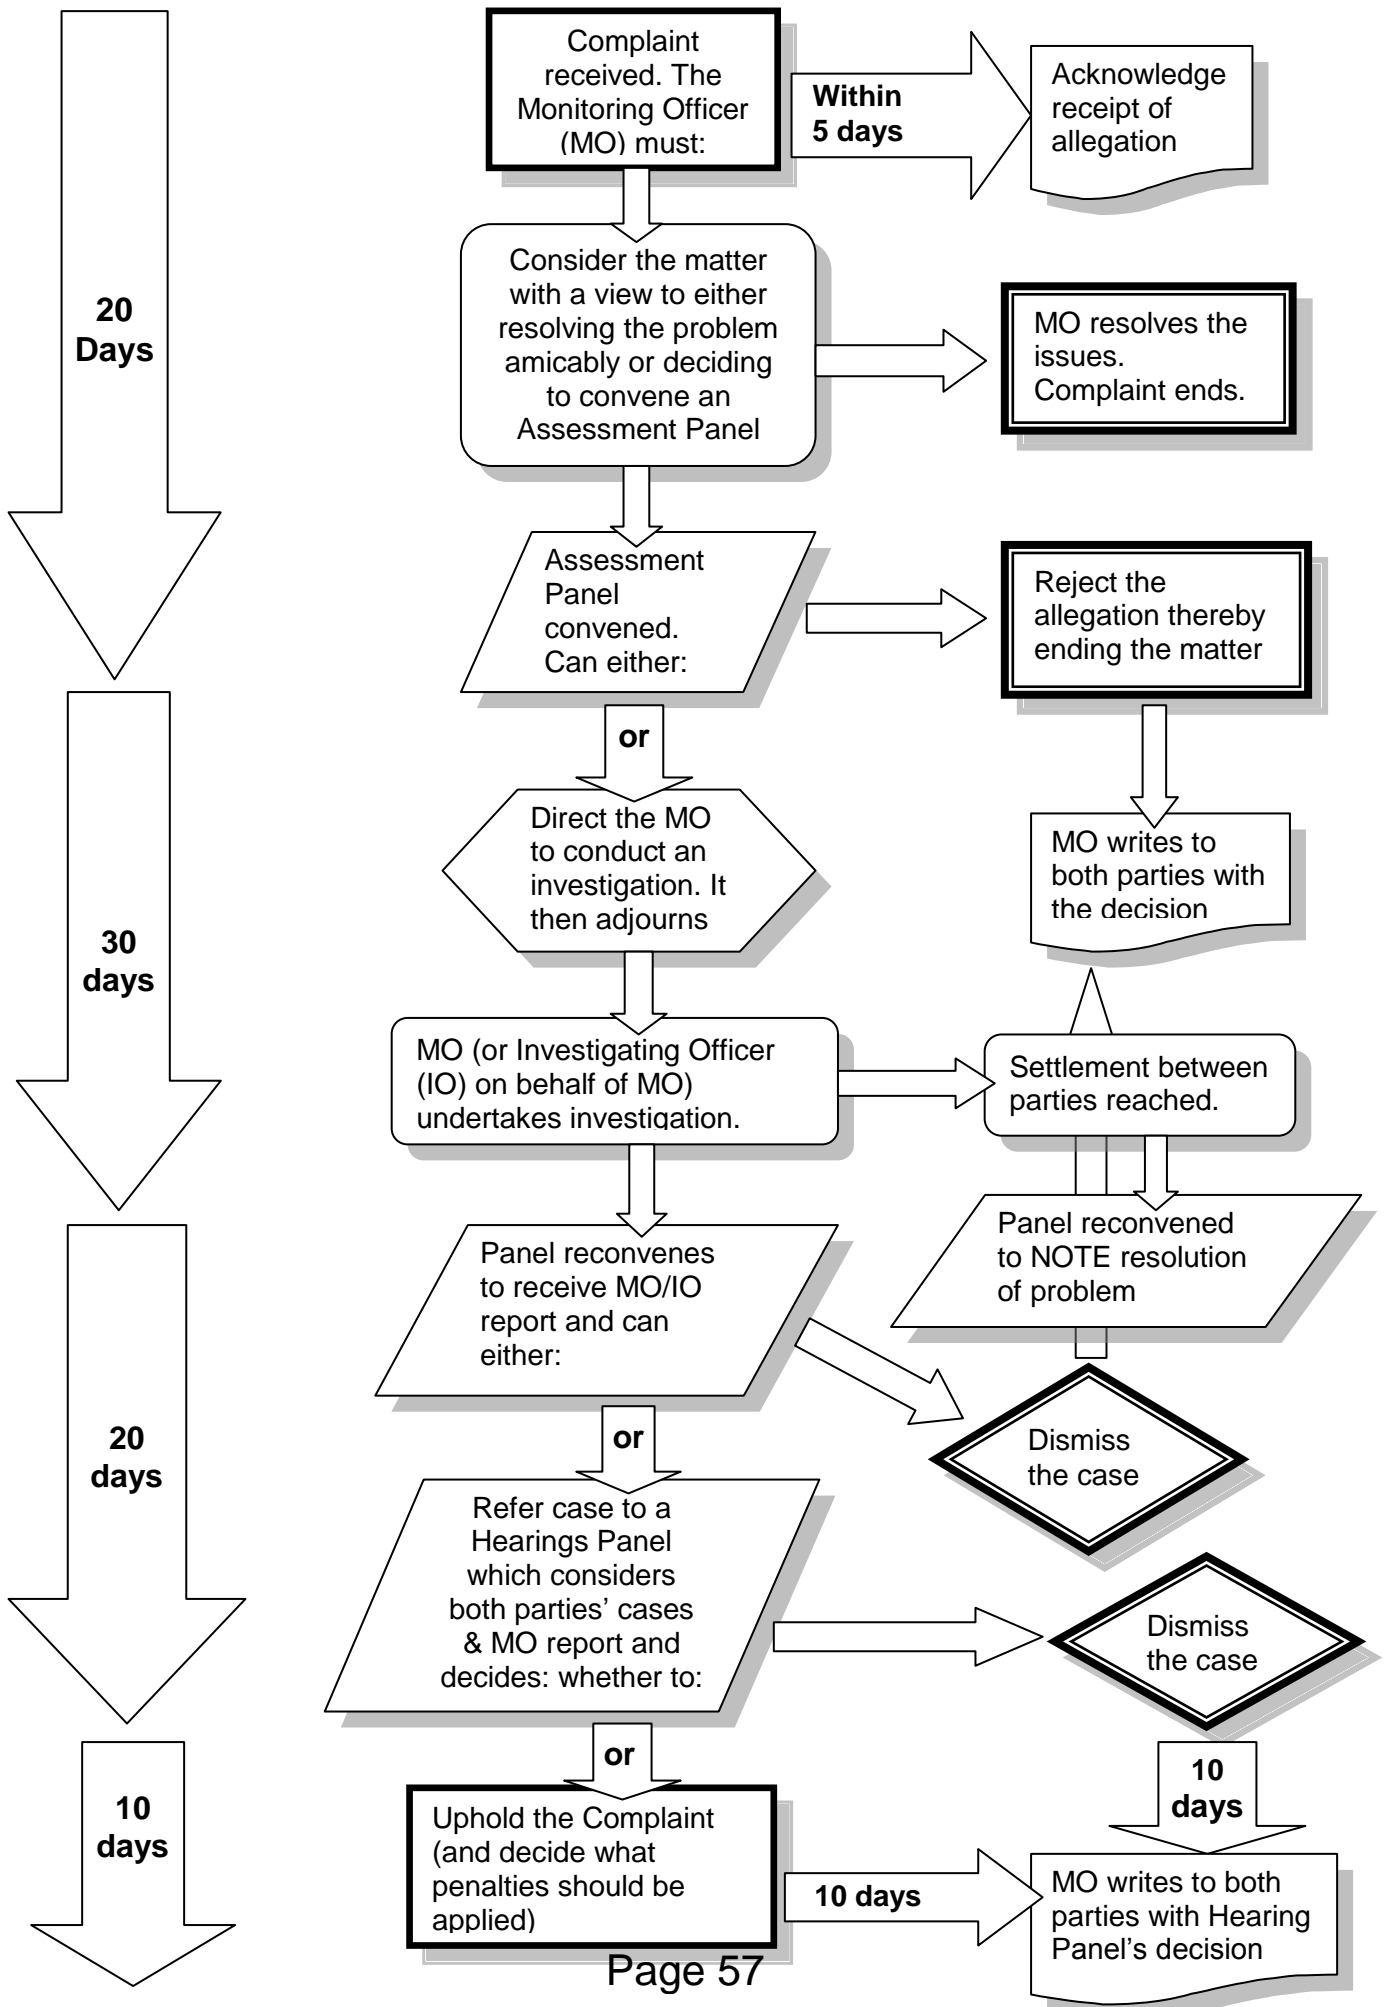 Complaint
received. The
Monitoring Officer
(MO) must:
Within
5 days
Acknowledge
receipt of
allegation
20
Days
Consider the matter
with a view to either
resolving the problem
amicably or deciding
to convene an
Assessment Panel
MO resolves the
issues.
Complaint ends.
Assessment
Panel
convened.
Can either:
Reject the
allegation thereby
ending the matter
or
30
days
Direct the MO
to conduct an
investigation. It
then adjourns
MO writes to
both parties with
the decision
MO (or Investigating Officer
(IO) on behalf of MO)
undertakes investigation.
Settlement between
parties reached.
20
days
Panel reconvenes
to receive MO/IO
report and can
either:
Panel reconvened
to NOTE resolution
of problem
or
Dismiss
the case
Refer case to a
Hearings Panel
which considers
both parties’ cases
& MO report and
decides: whether to:
Dismiss
the case
or
10
days
10
days
Uphold the Complaint
(and decide what
penalties should be
applied)
10 days
MO writes to both
parties with Hearing
Panel’s decision
Page 57